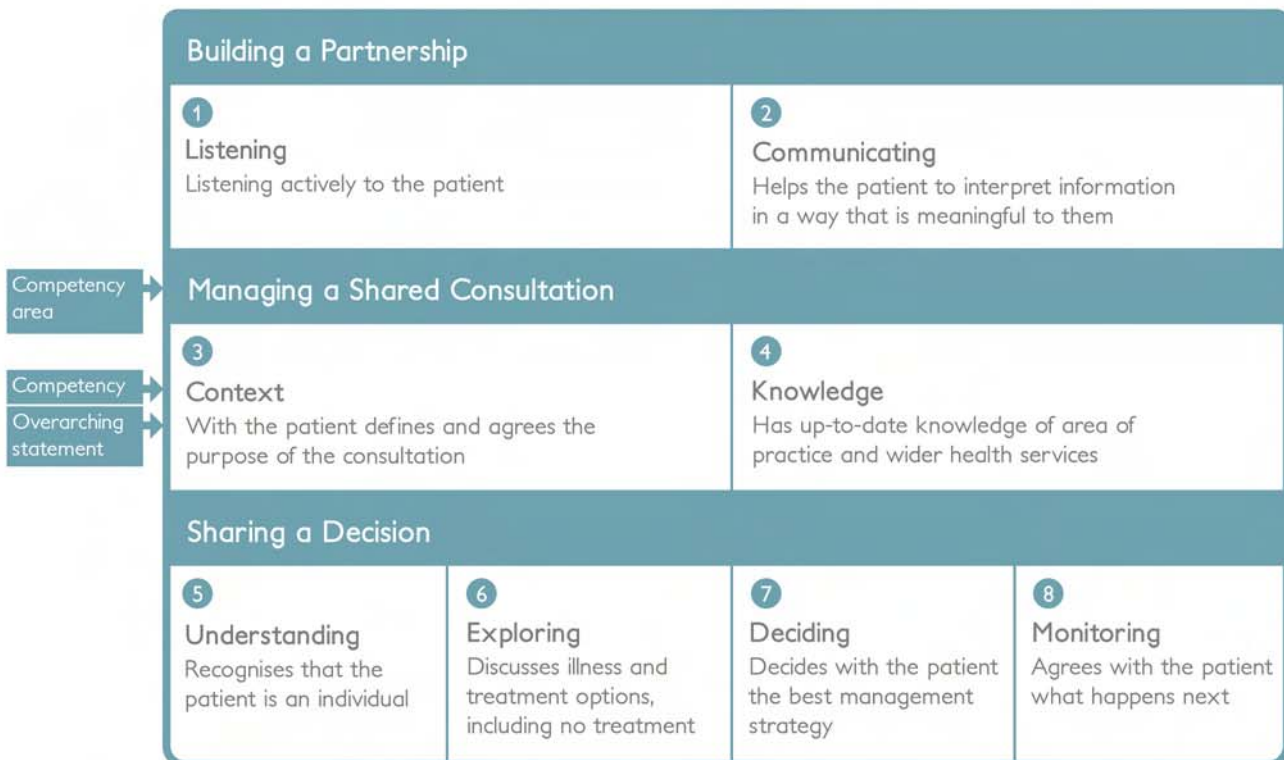 Building a Partnership
1
Listening
Listening actively to the patient
2
Communicating
Helps the patient to interpret information
in a way that is meaningful to them
Competency
area
Managing a Shared Consultation
Competency
Overarching
statement
3
Context
With the patient defines and agrees the
purpose of the consultation
4
Knowledge
Has up-to-date knowledge of area of
practice and wider health services
Sharing a Decision
5
Understanding
Recognises that the
patient is an individual
6
Exploring
Discusses illness and
treatment options,
including no treatment
7
Deciding
Decides with the patient
the best management
strategy
8
Monitoring
Agrees with the patient
what happens next